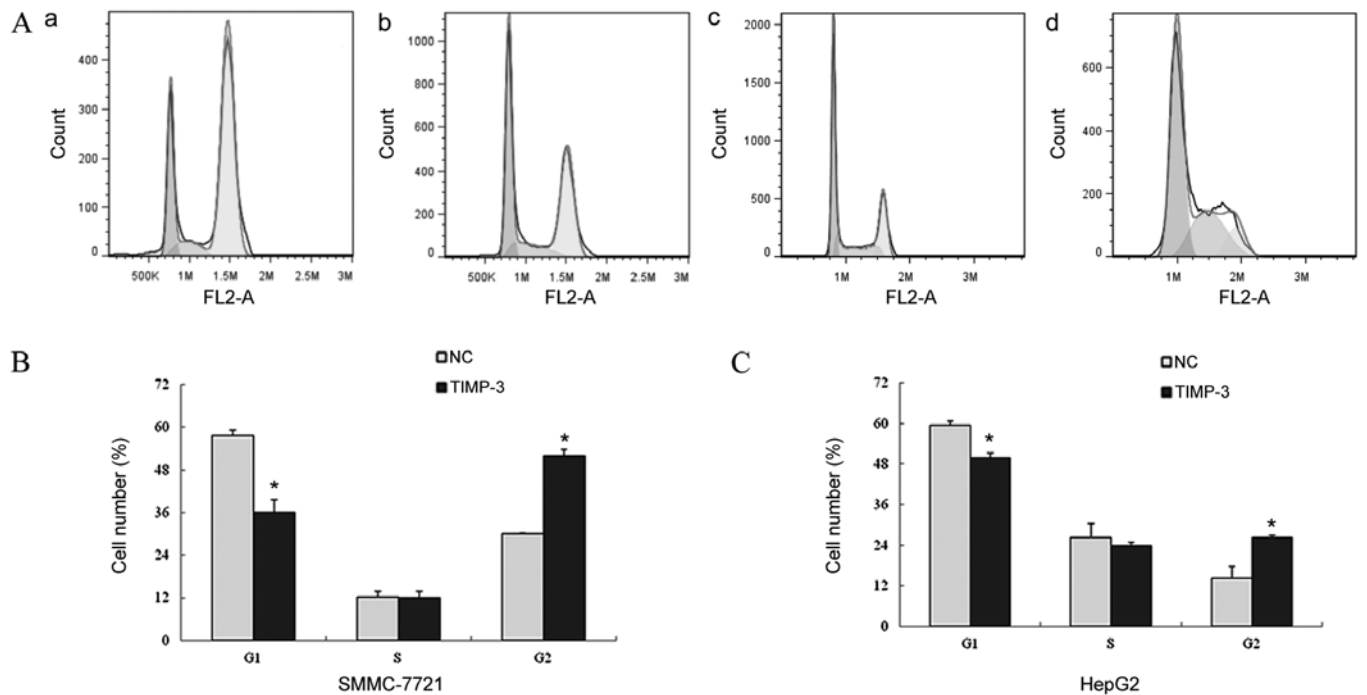 A
a
400
300
200
100
0
Count
500K 1M 1.5M 2M 2.5M 3M
FL2-A
b
1000
800
600
400
200
0
Count
500K 1M 1.5M 2M 2.5M 3M
FL2-A
c
2000
1500
1000
500
0
Count
1M 2M 3M
FL2-A
d
600
400
200
0
Count
1M 2M 3M
FL2-A
B
NC
TIMP-3
72
60
48
36
24
12
0
Cell number (%)
*
*
G1 S G2
SMMC-7721
C
NC
TIMP-3
72
60
48
36
24
12
0
Cell number (%)
*
*
G1 S G2
HepG2